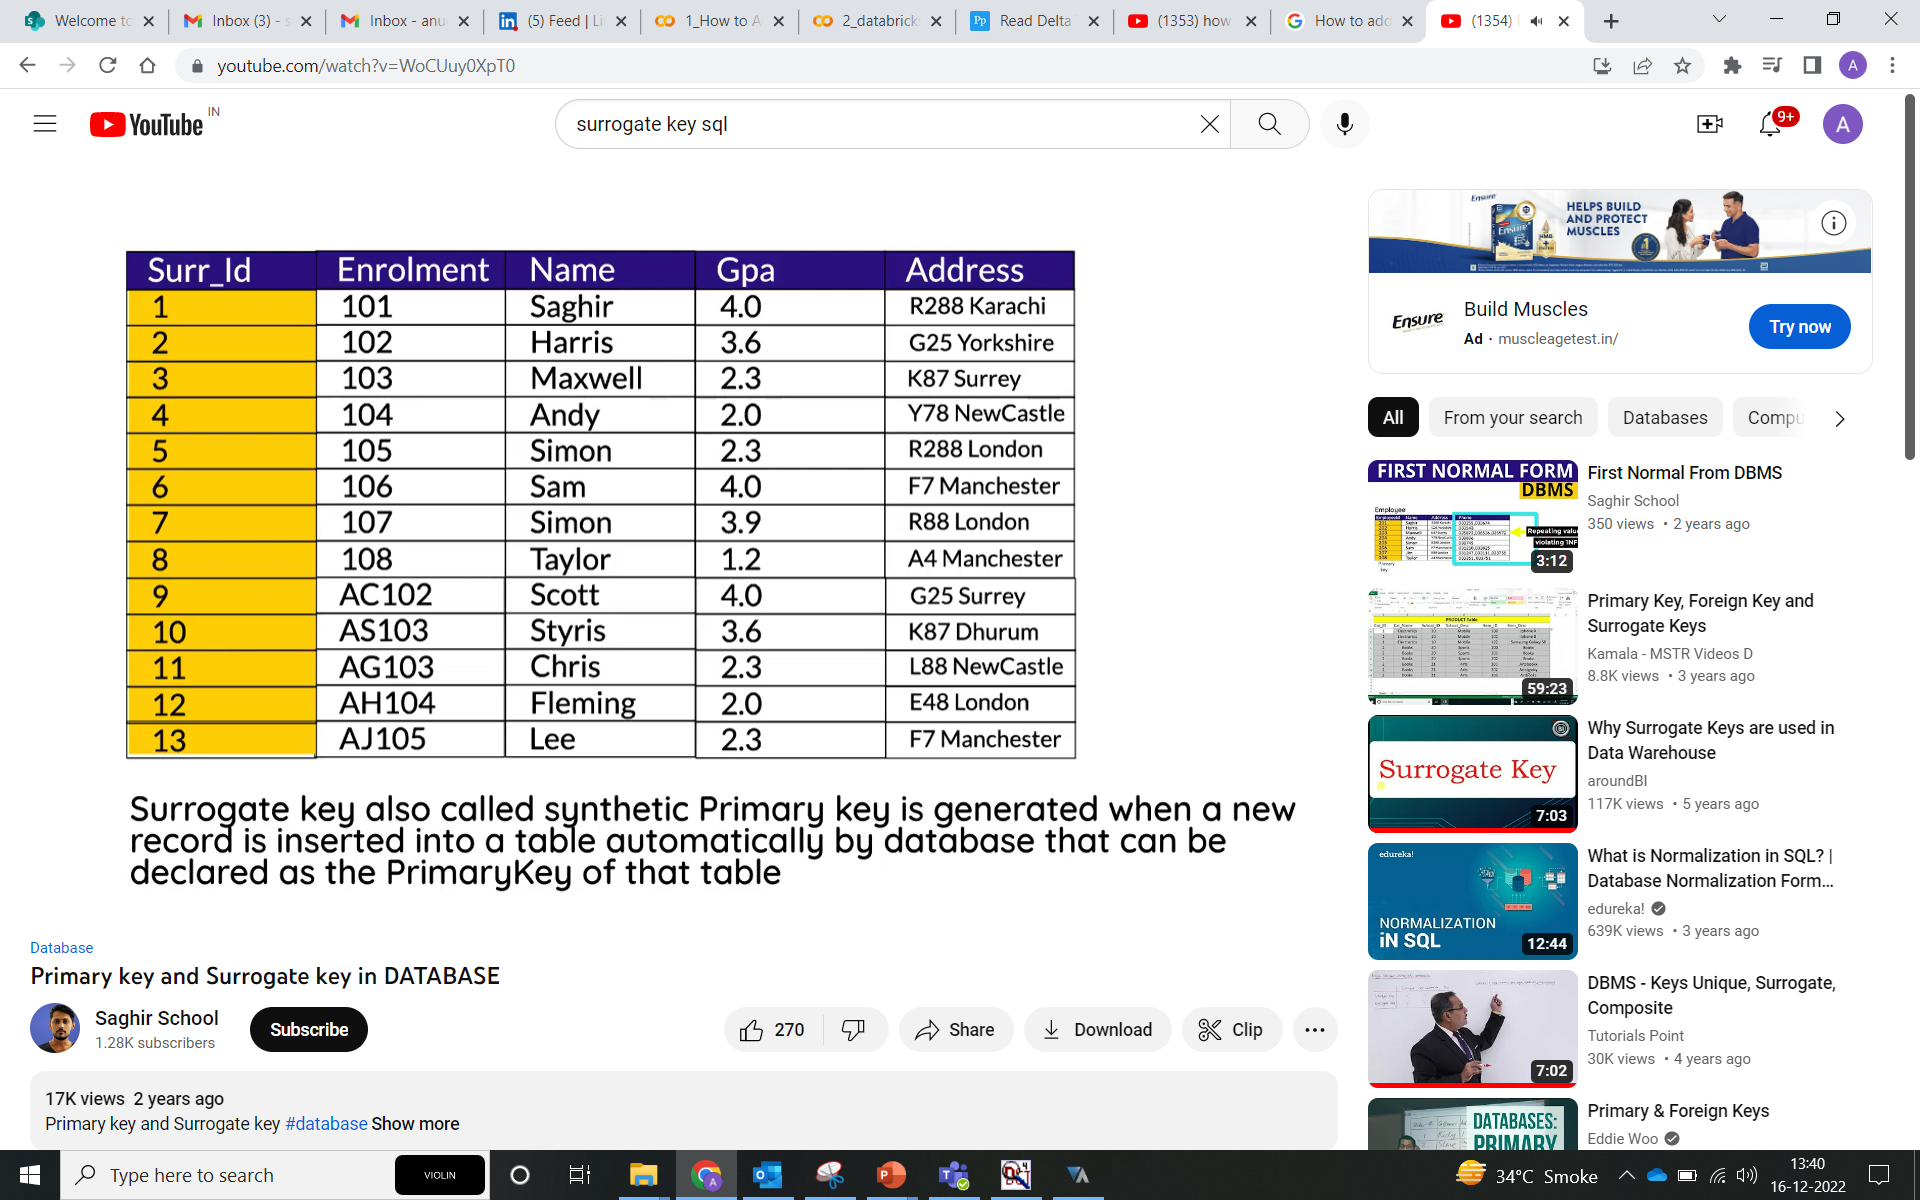 Welcome to
Inbox (3) - s
Inbox - anu
(5) Feed | Li
1_How to A
2_databrick
Read Delta
(1353) how
How to add
(1354)
youtube.com/watch?v=WoCUuy0XpT0
YouTube IN
surrogate key sql
9+
A
Surr_Id Enrolment Name Gpa Address
1 101 Saghir 4.0 R288 Karachi
2 102 Harris 3.6 G25 Yorkshire
3 103 Maxwell 2.3 K87 Surrey
4 104 Andy 2.0 Y78 NewCastle
5 105 Simon 2.3 R288 London
6 106 Sam 4.0 F7 Manchester
7 107 Simon 3.9 R88 London
8 108 Taylor 1.2 A4 Manchester
9 AC102 Scott 4.0 G25 Surrey
10 AS103 Styris 3.6 K87 Dhurum
11 AG103 Chris 2.3 L88 NewCastle
12 AH104 Fleming 2.0 E48 London
13 AJ105 Lee 2.3 F7 Manchester
Surrogate key also called synthetic Primary key is generated when a new
record is inserted into a table automatically by database that can be
declared as the PrimaryKey of that table
Database
Primary key and Surrogate key in DATABASE
Saghir School
1.28K subscribers
Subscribe
270
Share
Download
Clip
17K views 2 years ago
Primary key and Surrogate key #database Show more
Ensure
HELPS BUILD
AND PROTECT
MUSCLES
Ensure
Build Muscles
Ad · muscleagetest.in/
Try now
All
From your search
Databases
Compu
FIRST NORMAL FORM
DBMS
Employee
Repeating valu
violating 1NF
Primary
key
3:12
First Normal From DBMS
Saghir School
350 views • 2 years ago
PRODUCT Table
59:23
Primary Key, Foreign Key and
Surrogate Keys
Kamala - MSTR Videos D
8.8K views • 3 years ago
Surrogate Key
7:03
Why Surrogate Keys are used in
Data Warehouse
aroundBI
117K views • 5 years ago
edureka!
NORMALIZATION
iN SQL
12:44
What is Normalization in SQL? |
Database Normalization Form...
edureka!
639K views • 3 years ago
7:02
DBMS - Keys Unique, Surrogate,
Composite
Tutorials Point
30K views • 4 years ago
DATABASES:
PRIMARY
Primary & Foreign Keys
Eddie Woo
Type here to search
VIOLIN
34°C Smoke
13:40
16-12-2022